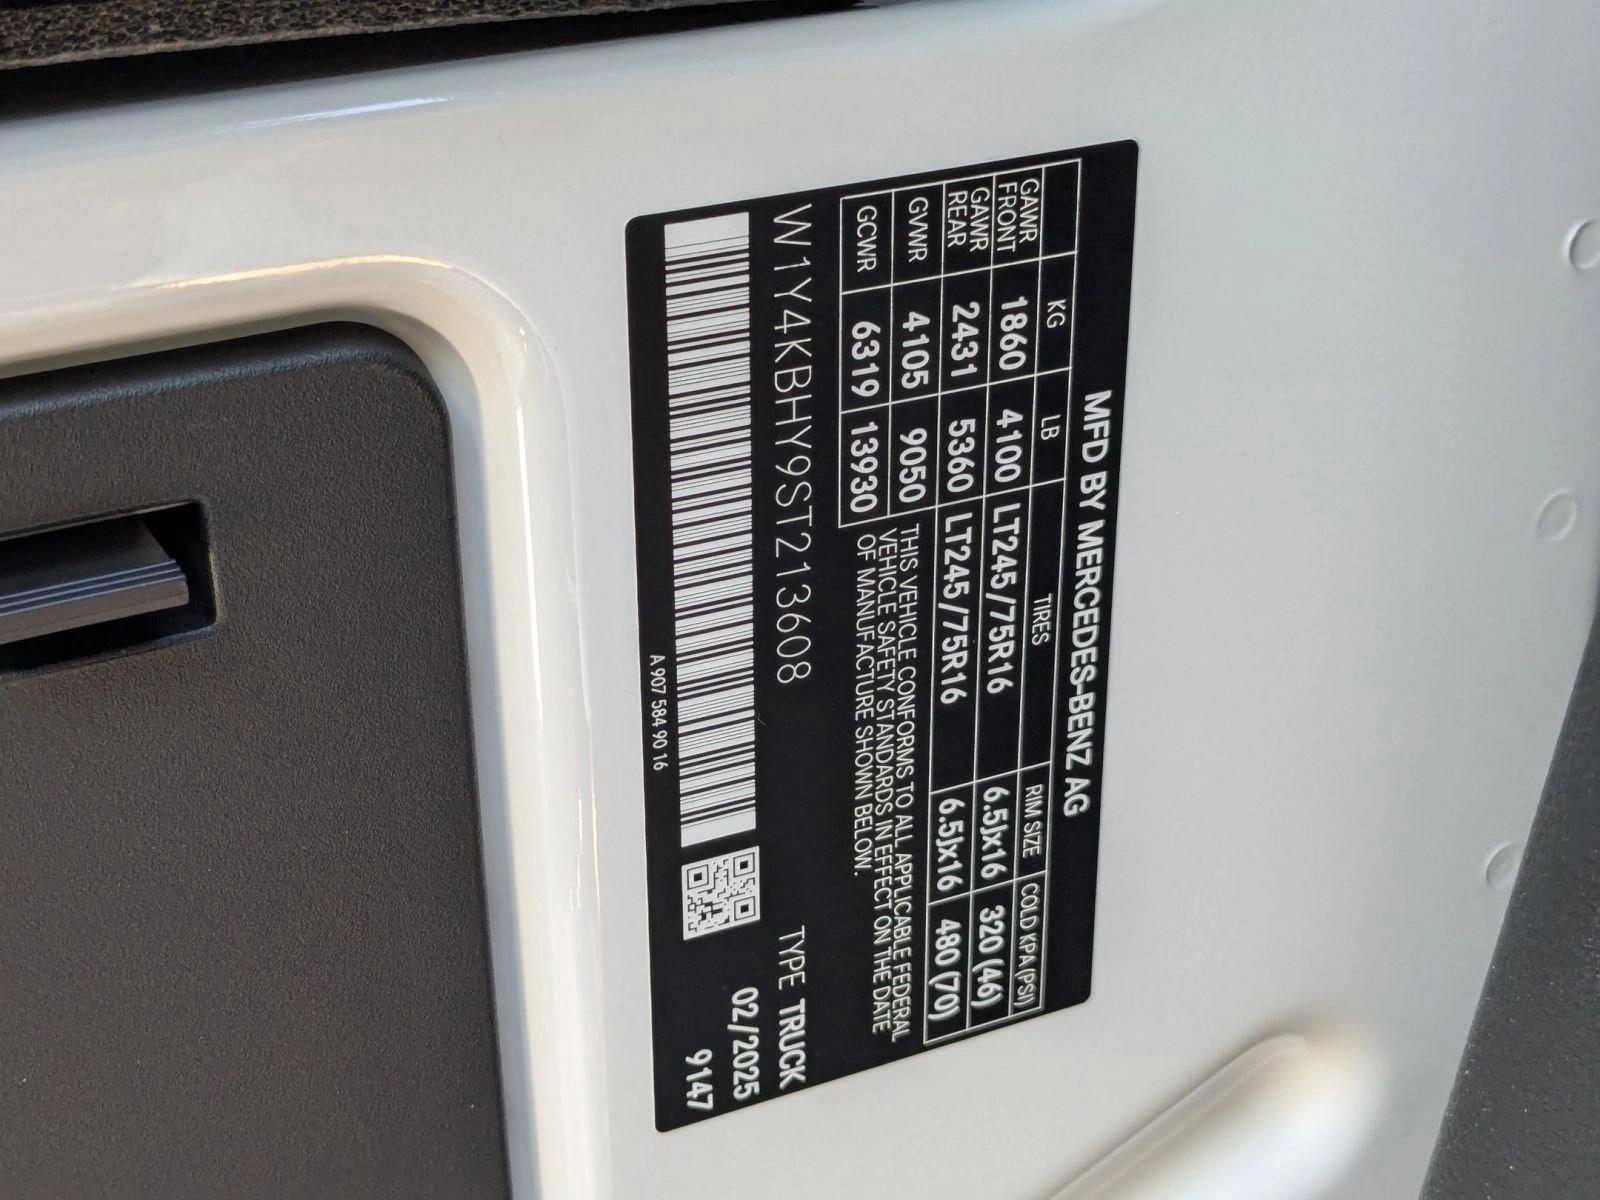 MFD BY MERCEDES-BENZ AG
KG LB TIRES RIM SIZE COLD KPA (PSI)
GAWR FRONT 1860 4100 LT245/75R16 6.5Jx16 320 (46)
GAWR REAR 2431 5360 LT245/75R16 6.5Jx16 480 (70)
GVWR 4105 9050
GCWR 6319 13930
THIS VEHICLE CONFORMS TO ALL APPLICABLE FEDERAL
VEHICLE SAFETY STANDARDS IN EFFECT ON THE DATE
OF MANUFACTURE SHOWN BELOW.
W1Y4KBHY9ST213608 TYPE TRUCK
02/2025
9147
A 907 584 90 16